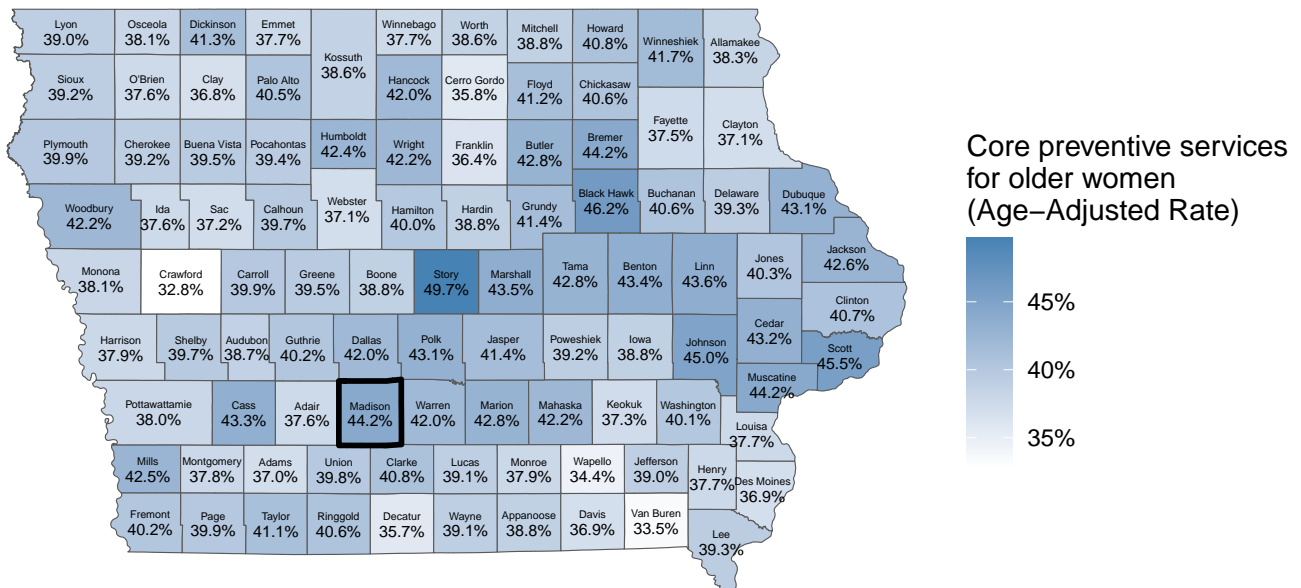 Lyon
39.0%
Osceola
38.1%
Dickinson
41.3%
Emmet
37.7%
Kossuth
38.6%
Winnebago
37.7%
Worth
38.6%
Mitchell
38.8%
Howard
40.8%
Winneshiek
41.7%
Allamakee
38.3%
Sioux
39.2%
O'Brien
37.6%
Clay
36.8%
Palo Alto
40.5%
Hancock
42.0%
Cerro Gordo
35.8%
Floyd
41.2%
Chickasaw
40.6%
Fayette
37.5%
Clayton
37.1%
Plymouth
39.9%
Cherokee
39.2%
Buena Vista
39.5%
Pocahontas
39.4%
Humboldt
42.4%
Wright
42.2%
Franklin
36.4%
Butler
42.8%
Bremer
44.2%
Woodbury
42.2%
Ida
37.6%
Sac
37.2%
Calhoun
39.7%
Webster
37.1%
Hamilton
40.0%
Hardin
38.8%
Grundy
41.4%
Black Hawk
46.2%
Buchanan
40.6%
Delaware
39.3%
Dubuque
43.1%
Monona
38.1%
Crawford
32.8%
Carroll
39.9%
Greene
39.5%
Boone
38.8%
Story
49.7%
Marshall
43.5%
Tama
42.8%
Benton
43.4%
Linn
43.6%
Jones
40.3%
Jackson
42.6%
Clinton
40.7%
Harrison
37.9%
Shelby
39.7%
Audubon
38.7%
Guthrie
40.2%
Dallas
42.0%
Polk
43.1%
Jasper
41.4%
Poweshiek
39.2%
Iowa
38.8%
Johnson
45.0%
Cedar
43.2%
Scott
45.5%
Muscatine
44.2%
Pottawattamie
38.0%
Cass
43.3%
Adair
37.6%
Madison
44.2%
Warren
42.0%
Marion
42.8%
Mahaska
42.2%
Keokuk
37.3%
Washington
40.1%
Louisa
37.7%
Mills
42.5%
Montgomery
37.8%
Adams
37.0%
Union
39.8%
Clarke
40.8%
Lucas
39.1%
Monroe
37.9%
Wapello
34.4%
Jefferson
39.0%
Henry
37.7%
Des Moines
36.9%
Fremont
40.2%
Page
39.9%
Taylor
41.1%
Ringgold
40.6%
Decatur
35.7%
Wayne
39.1%
Appanoose
38.8%
Davis
36.9%
Van Buren
33.5%
Lee
39.3%
Core preventive services
for older women
(Age−Adjusted Rate)
45%
40%
35%